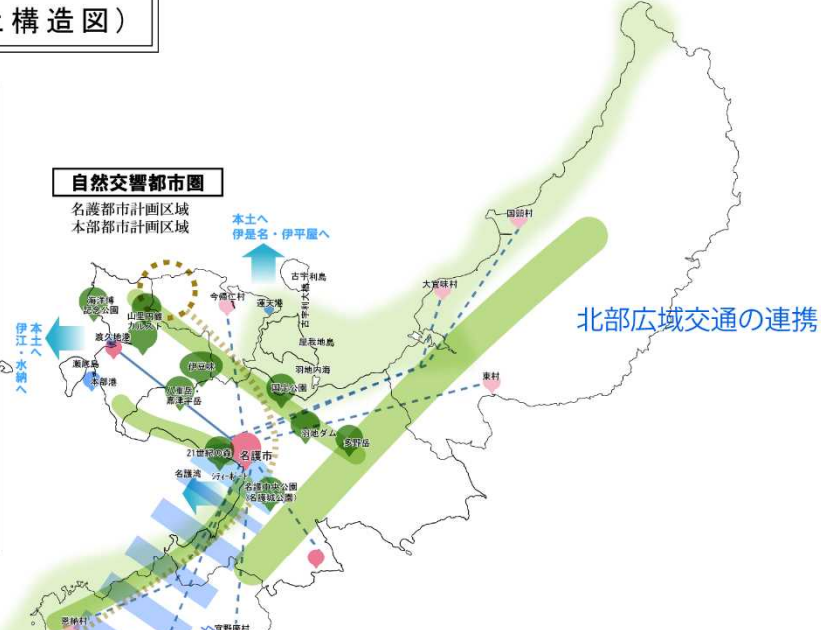 構造図）
自然交響都市圏
名護都市計画区域
本部都市計画区域
本土へ
伊是名・伊平屋へ
国頭村
古宇利島
大宜味村
海洋博
記念公園
今帰仁村
運天港
古宇利大橋
山里円錐
カルスト
北部広域交通の連携
本土へ
伊江・水納へ
渡久地港
屋我地島
瀬底島
伊豆味
羽地内海
東村
本部港
八重岳・
嘉津宇岳
国定公園
羽地ダム
多野岳
21世紀の森
名護市
名護湾
名護中央公園
(名護城公園)
恩納村
宜野座村